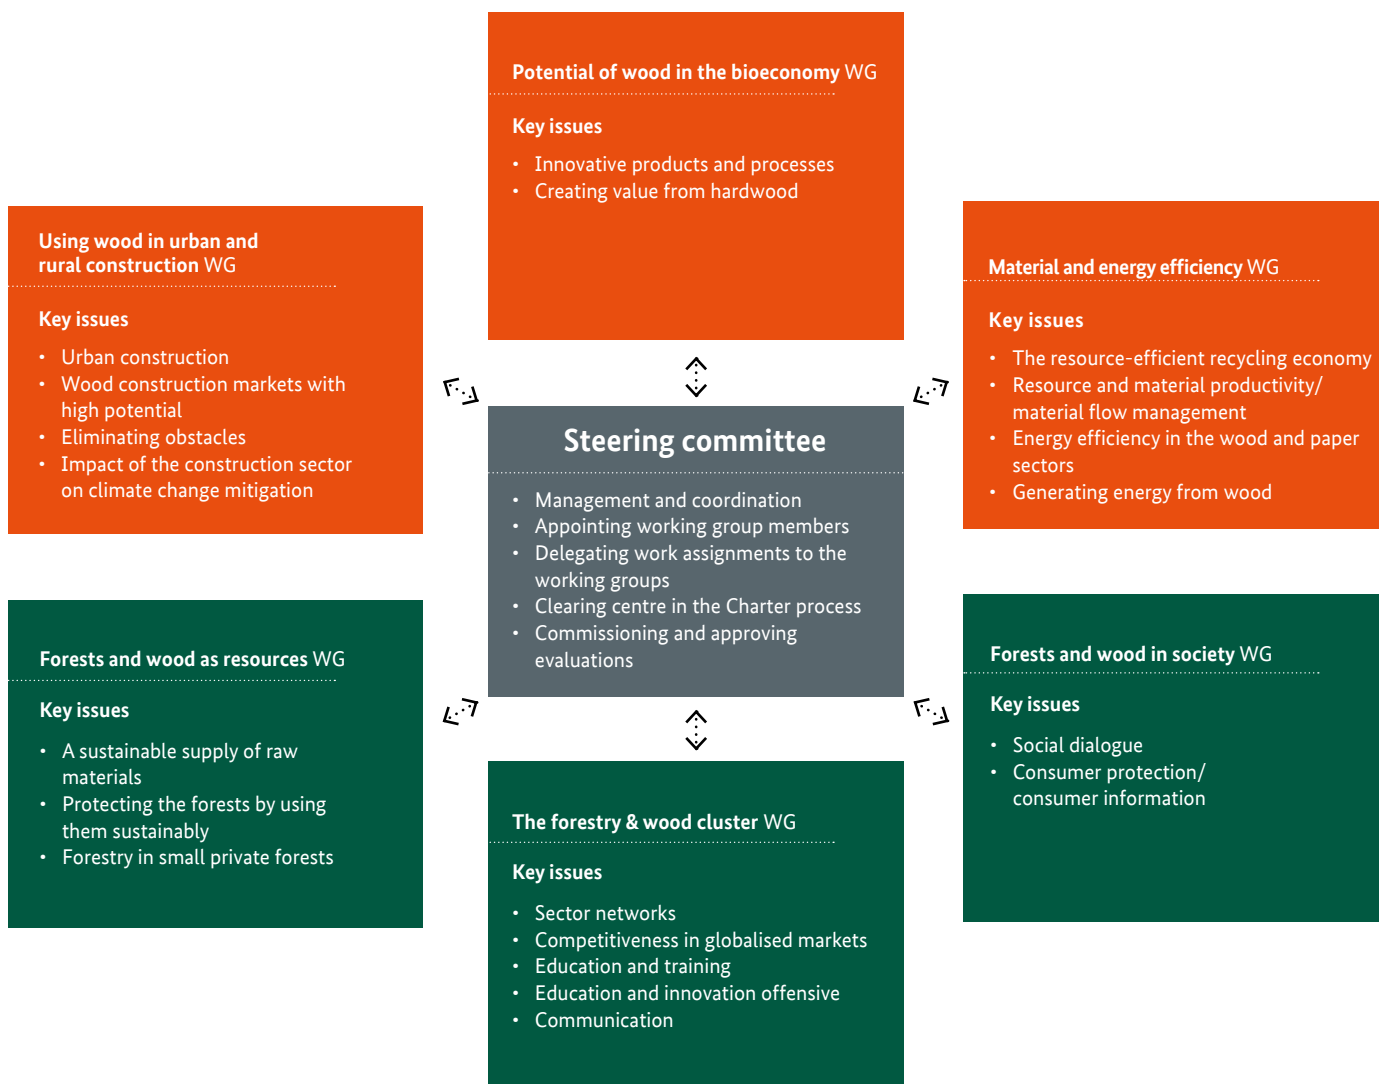 Potential of wood in the bioeconomy WG
Key issues
• Innovative products and processes
• Creating value from hardwood
Using wood in urban and
rural construction WG
Key issues
• Urban construction
• Wood construction markets with
high potential
• Eliminating obstacles
• Impact of the construction sector
on climate change mitigation
Material and energy efficiency WG
Key issues
• The resource-efficient recycling economy
• Resource and material productivity/
material flow management
• Energy efficiency in the wood and paper
sectors
• Generating energy from wood
Steering committee
• Management and coordination
• Appointing working group members
• Delegating work assignments to the
working groups
• Clearing centre in the Charter process
• Commissioning and approving
evaluations
Forests and wood as resources WG
Key issues
• A sustainable supply of raw
materials
• Protecting the forests by using
them sustainably
• Forestry in small private forests
Forests and wood in society WG
Key issues
• Social dialogue
• Consumer protection/
consumer information
The forestry & wood cluster WG
Key issues
• Sector networks
• Competitiveness in globalised markets
• Education and training
• Education and innovation offensive
• Communication